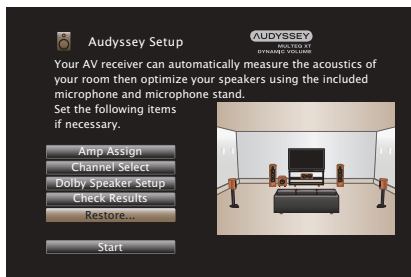 Audyssey Setup
AUDYSSEY
MULTEQ XT
DYNAMIC VOLUME
Your AV receiver can automatically measure the acoustics of
your room then optimize your speakers using the included
microphone and microphone stand.
Set the following items
if necessary.
Amp Assign
Channel Select
Dolby Speaker Setup
Check Results
Restore...
Start